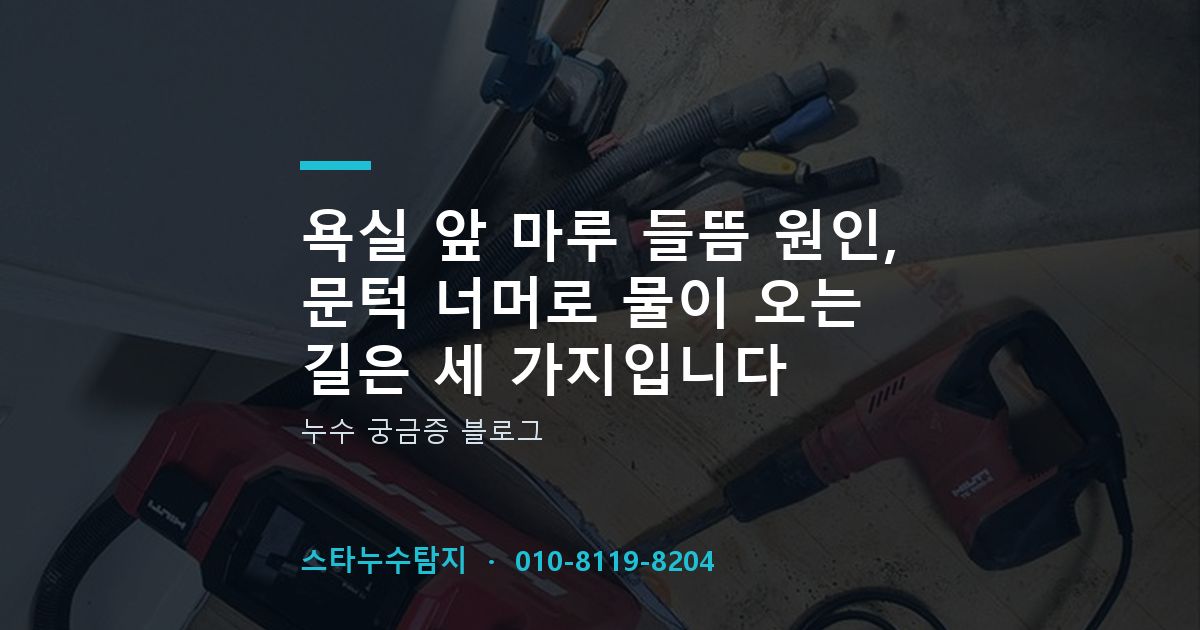 욕실 앞 마루 들뜸 원인,
문턱 너머로 물이 오는
길은 세 가지입니다
누수 궁금증 블로그
스타누수탐지 · 010-8119-8204
HILTI
HILTI